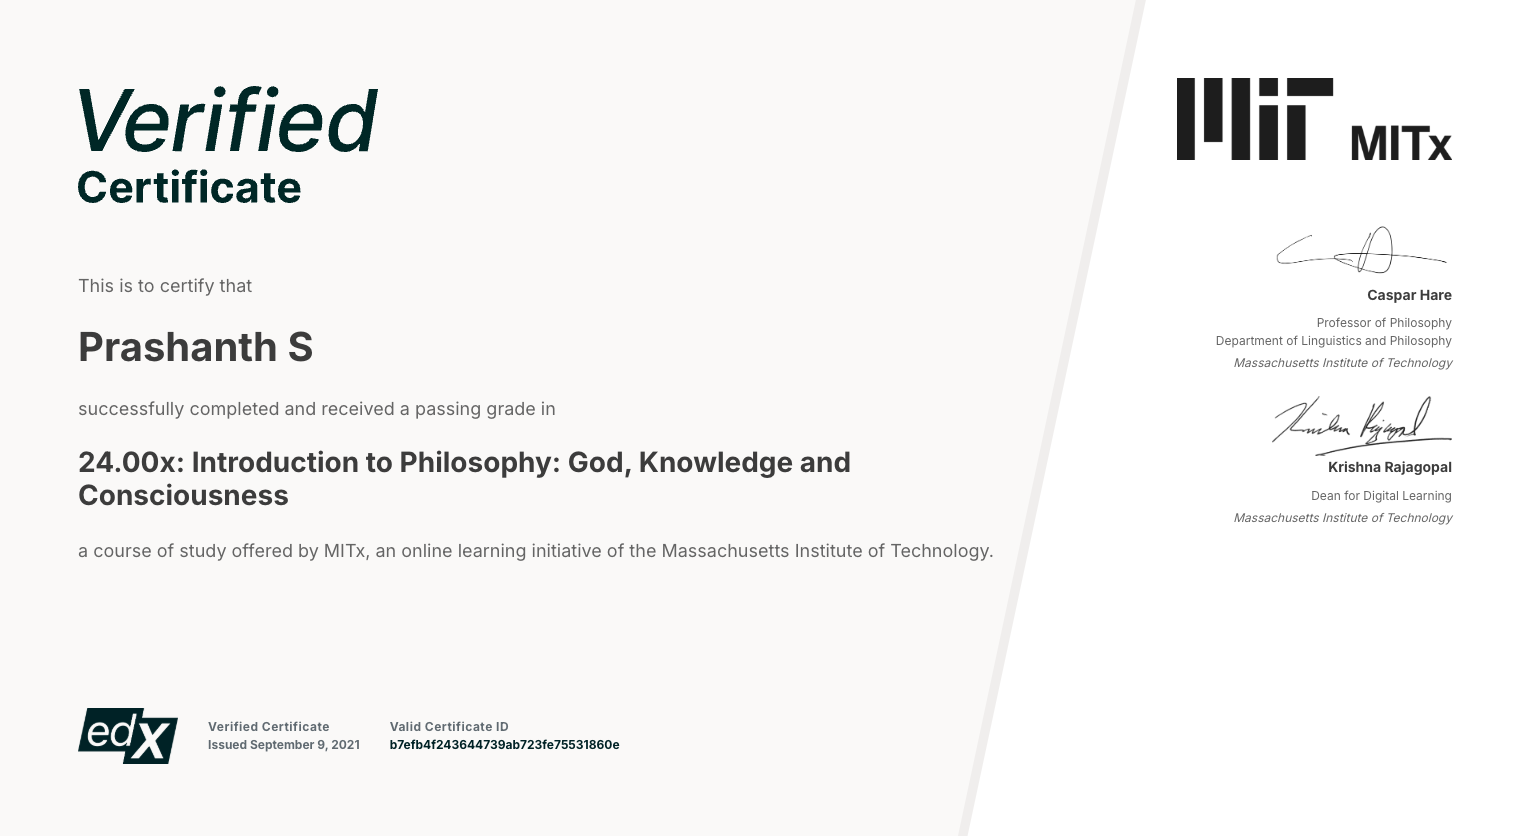 Verified
Certificate
This is to certify that
Prashanth S
successfully completed and received a passing grade in
24.00x: Introduction to Philosophy: God, Knowledge and
Consciousness
a course of study offered by MITx, an online learning initiative of the Massachusetts Institute of Technology.
edX
Verified Certificate
Issued September 9, 2021
Valid Certificate ID
b7efb4f243644739ab723fe75531860e
MIT MITx
Caspar Hare
Professor of Philosophy
Department of Linguistics and Philosophy
Massachusetts Institute of Technology
Krishna Rajagopal
Krishna Rajagopal
Dean for Digital Learning
Massachusetts Institute of Technology